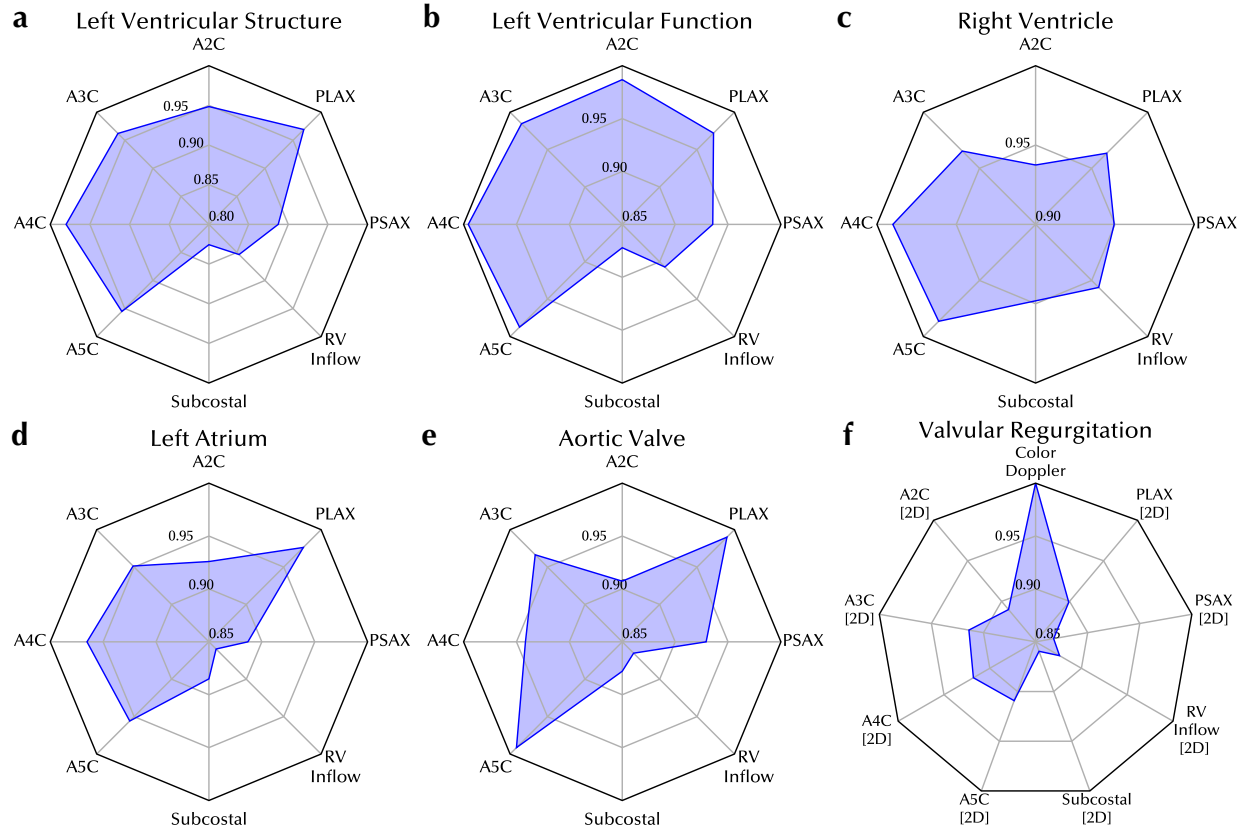 a
Left Ventricular Structure
A2C
A3C
PLAX
0.95
0.90
0.85
0.80
A4C
PSAX
A5C
RV
Inflow
Subcostal
b
Left Ventricular Function
A2C
A3C
PLAX
0.95
0.90
0.85
A4C
PSAX
A5C
RV
Inflow
Subcostal
c
Right Ventricle
A2C
A3C
PLAX
0.95
0.90
A4C
PSAX
A5C
RV
Inflow
Subcostal
d
Left Atrium
A2C
A3C
PLAX
0.95
0.90
0.85
A4C
PSAX
A5C
RV
Inflow
Subcostal
e
Aortic Valve
A2C
A3C
PLAX
0.95
0.90
0.85
A4C
PSAX
A5C
RV
Inflow
Subcostal
f
Valvular Regurgitation
Color
Doppler
A2C
[2D]
PLAX
[2D]
0.95
0.90
0.85
A3C
[2D]
PSAX
[2D]
A4C
[2D]
RV
Inflow
[2D]
A5C
[2D]
Subcostal
[2D]